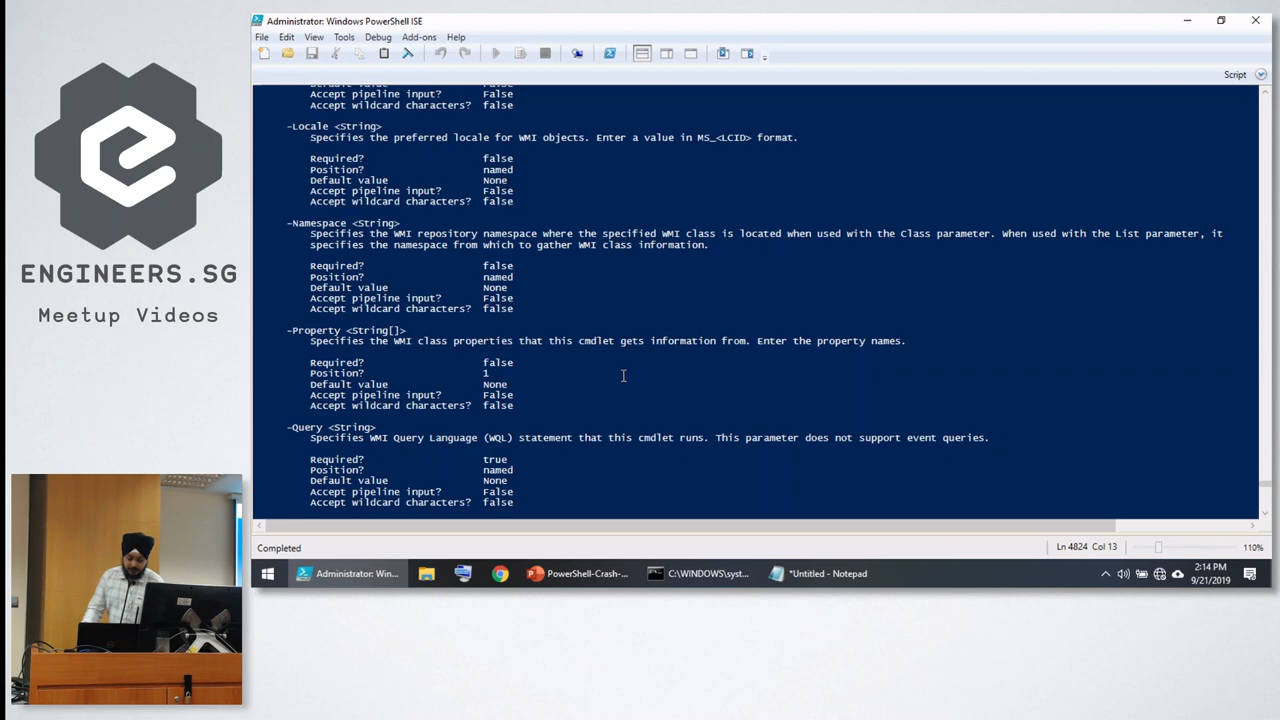 ENGINEERS.SG
Meetup Videos
Administrator: Windows PowerShell ISE
File Edit View Tools Debug Add-ons Help
Script
Default value None
Accept pipeline input? False
Accept wildcard characters? false
-Locale <String>
Specifies the preferred locale for WMI objects. Enter a value in MS_<LCID> format.
Required? false
Position? named
Default value None
Accept pipeline input? False
Accept wildcard characters? false
-Namespace <String>
Specifies the WMI repository namespace where the specified WMI class is located when used with the Class parameter. When used with the List parameter, it
specifies the namespace from which to gather WMI class information.
Required? false
Position? named
Default value None
Accept pipeline input? False
Accept wildcard characters? false
-Property <String[]>
Specifies the WMI class properties that this cmdlet gets information from. Enter the property names.
Required? false
Position? 1
Default value None
Accept pipeline input? False
Accept wildcard characters? false
-Query <String>
Specifies WMI Query Language (WQL) statement that this cmdlet runs. This parameter does not support event queries.
Required? true
Position? named
Default value None
Accept pipeline input? False
Accept wildcard characters? false
Completed
Ln 4824 Col 13
110%
Administrator: Win...
PowerShell-Crash-...
C:\WINDOWS\syst...
*Untitled - Notepad
2:14 PM
9/21/2019